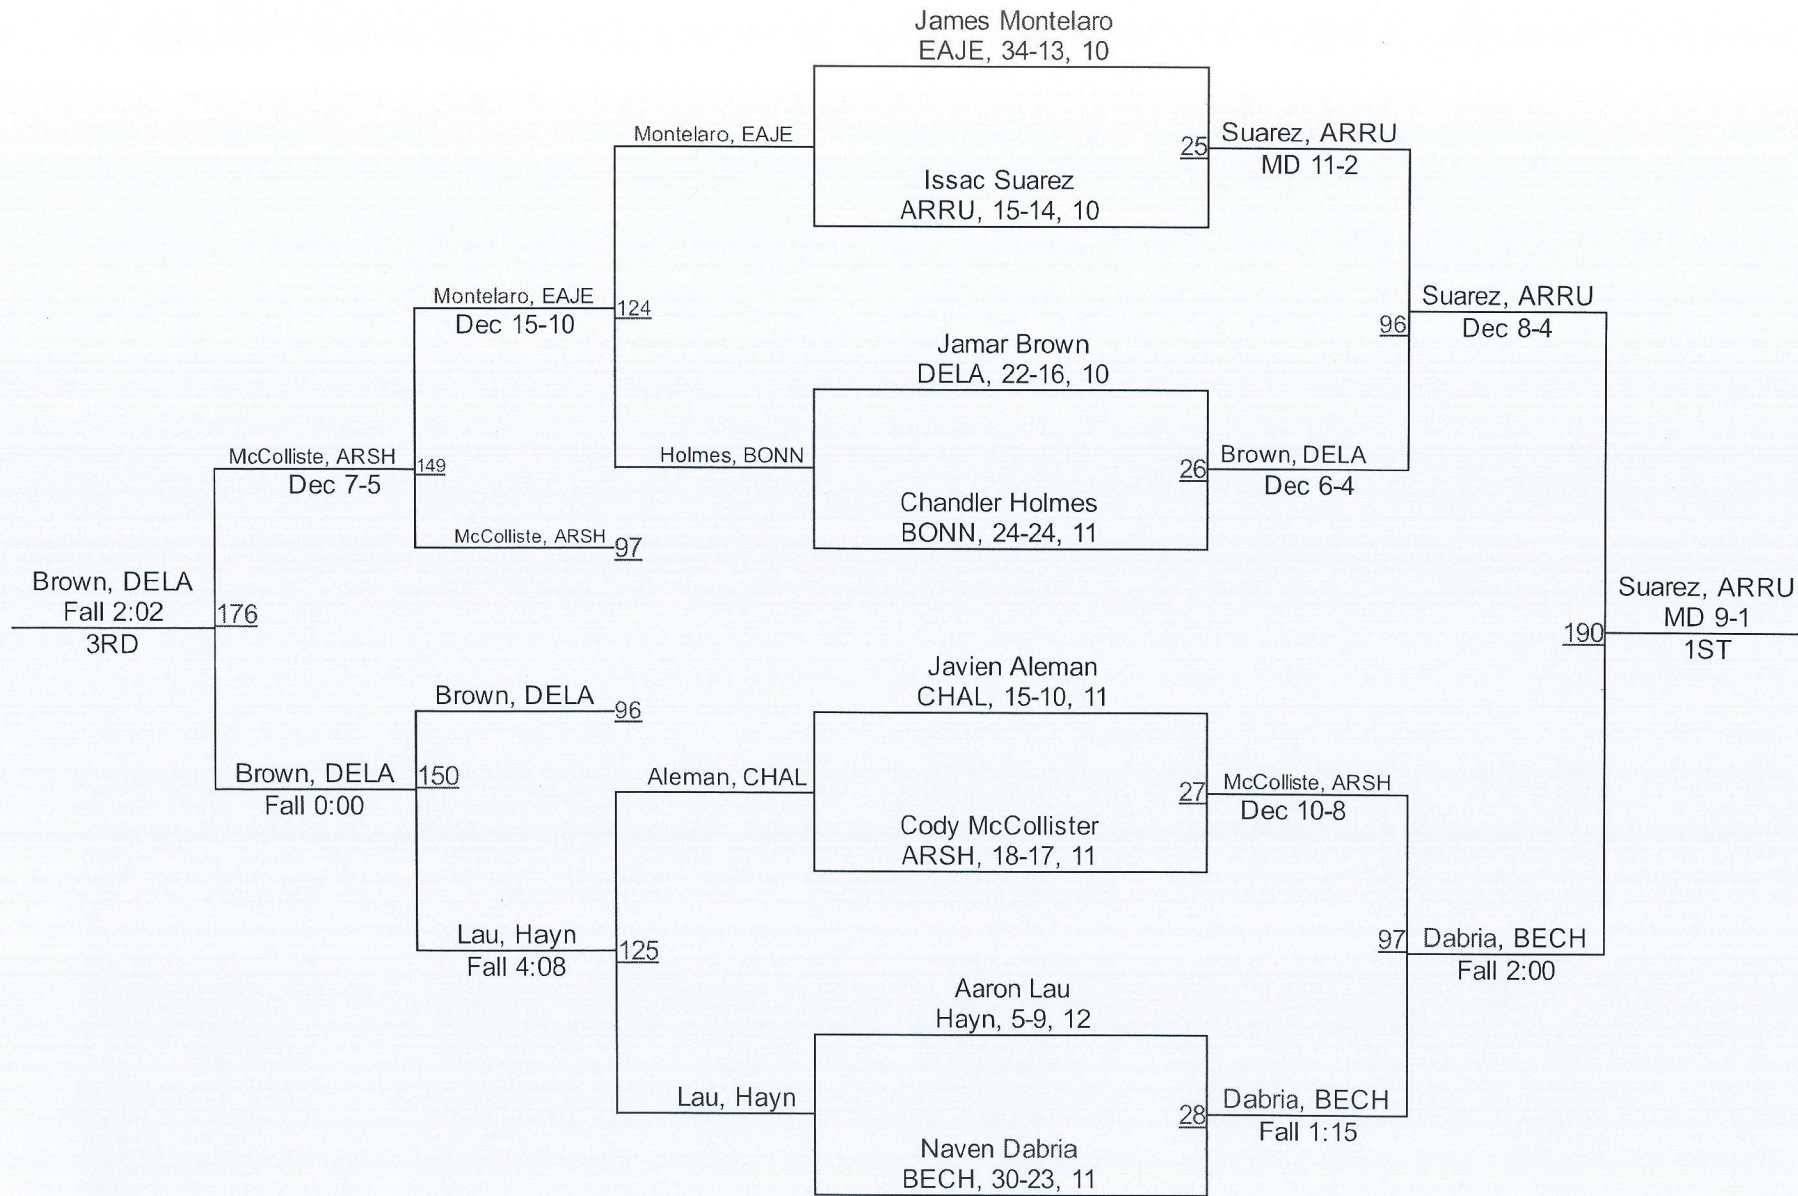 James Montelaro
EAJE, 34-13, 10
Montelaro, EAJE
25
Suarez, ARRU
MD 11-2
Issac Suarez
ARRU, 15-14, 10
Montelaro, EAJE
Dec 15-10
124
Suarez, ARRU
Dec 8-4
96
Jamar Brown
DELA, 22-16, 10
McColliste, ARSH
Dec 7-5
149
Holmes, BONN
26
Brown, DELA
Dec 6-4
Chandler Holmes
BONN, 24-24, 11
McColliste, ARSH
97
Brown, DELA
Fall 2:02
3RD
176
190
Suarez, ARRU
MD 9-1
1ST
Javien Aleman
CHAL, 15-10, 11
Brown, DELA
96
Brown, DELA
Fall 0:00
150
Aleman, CHAL
27
McColliste, ARSH
Dec 10-8
Cody McCollister
ARSH, 18-17, 11
Lau, Hayn
Fall 4:08
125
97
Dabria, BECH
Fall 2:00
Aaron Lau
Hayn, 5-9, 12
Lau, Hayn
28
Dabria, BECH
Fall 1:15
Naven Dabria
BECH, 30-23, 11